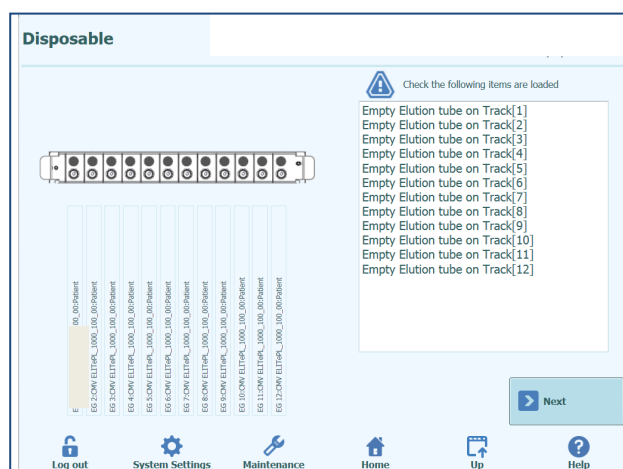 Disposable
Check the following items are loaded
Empty Elution tube on Track[1]
Empty Elution tube on Track[2]
Empty Elution tube on Track[3]
Empty Elution tube on Track[4]
Empty Elution tube on Track[5]
Empty Elution tube on Track[6]
Empty Elution tube on Track[7]
Empty Elution tube on Track[8]
Empty Elution tube on Track[9]
Empty Elution tube on Track[10]
Empty Elution tube on Track[11]
Empty Elution tube on Track[12]
E 00_00:Patient
EG 2:CMV ELITePL_1000_100_00:Patient
EG 3:CMV ELITePL_1000_100_00:Patient
EG 4:CMV ELITePL_1000_100_00:Patient
EG 5:CMV ELITePL_1000_100_00:Patient
EG 6:CMV ELITePL_1000_100_00:Patient
EG 7:CMV ELITePL_1000_100_00:Patient
EG 8:CMV ELITePL_1000_100_00:Patient
EG 9:CMV ELITePL_1000_100_00:Patient
EG 10:CMV ELITePL_1000_100_00:Patient
EG 11:CMV ELITePL_1000_100_00:Patient
EG 12:CMV ELITePL_1000_100_00:Patient
Next
Log out
System Settings
Maintenance
Home
Up
Help